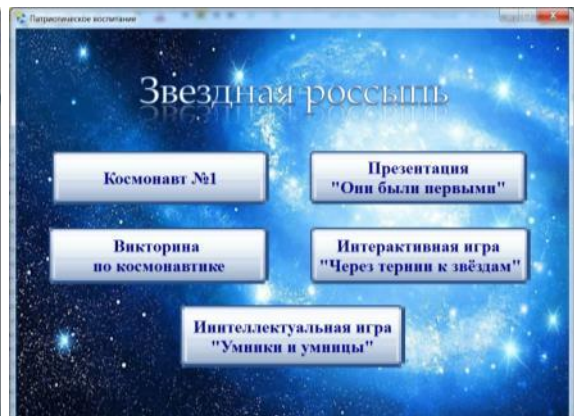 Патриотическое воспитание
Звездная россыпь
Космонавт №1
Презентация
"Они были первыми"
Викторина
по космонавтике
Интерактивная игра
"Через тернии к звёздам"
Иинтеллектуальная игра
"Умники и умницы"